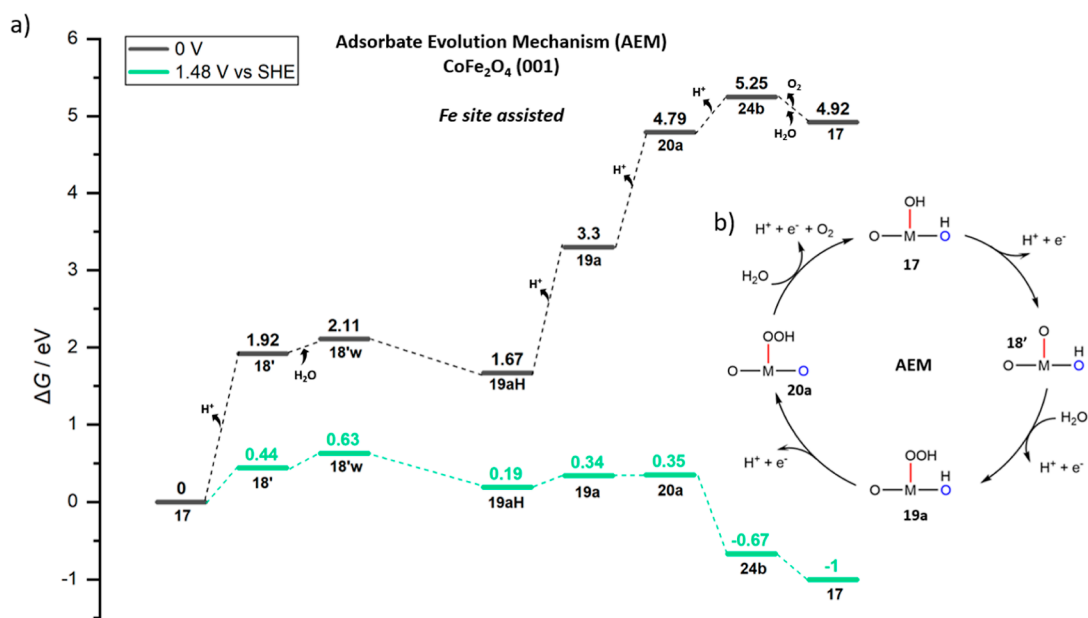 a)
6
5
4
3
2
1
0
-1
ΔG / eV
0 V
1.48 V vs SHE
Adsorbate Evolution Mechanism (AEM)
CoFe₂O₄ (001)
Fe site assisted
0
17
H⁺
1.92
18'
H₂O
2.11
18'w
1.67
19aH
H⁺
3.3
19a
H⁺
4.79
20a
H⁺
5.25
24b
O₂
H₂O
4.92
17
0.44
18'
0.63
18'w
0.19
19aH
0.34
19a
0.35
20a
-0.67
24b
-1
17
b)
OH
H
O M O
17
H⁺ + e⁻
O
18′
H
O M O
H₂O
H⁺ + e⁻
OOH
H
O M O
19a
H⁺ + e⁻
OOH
O M O
20a
H₂O
H⁺ + e⁻ + O₂
AEM